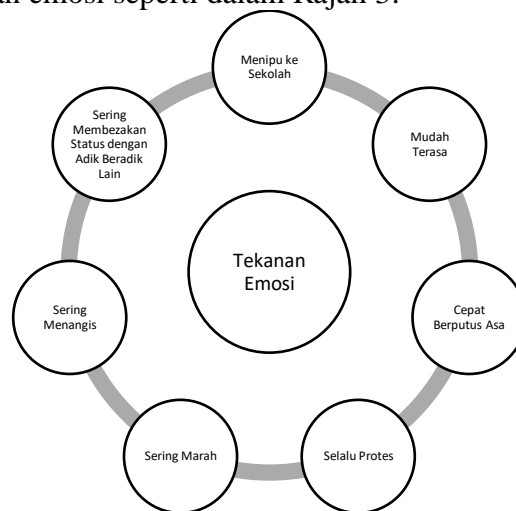 emosi seperti dalam Rajah 3:
Menipu ke
Sekolah
Mudah
Terasa
Cepat
Berputus Asa
Selalu Protes
Sering Marah
Sering
Menangis
Sering
Membezakan
Status dengan
Adik Beradik
Lain
Tekanan
Emosi